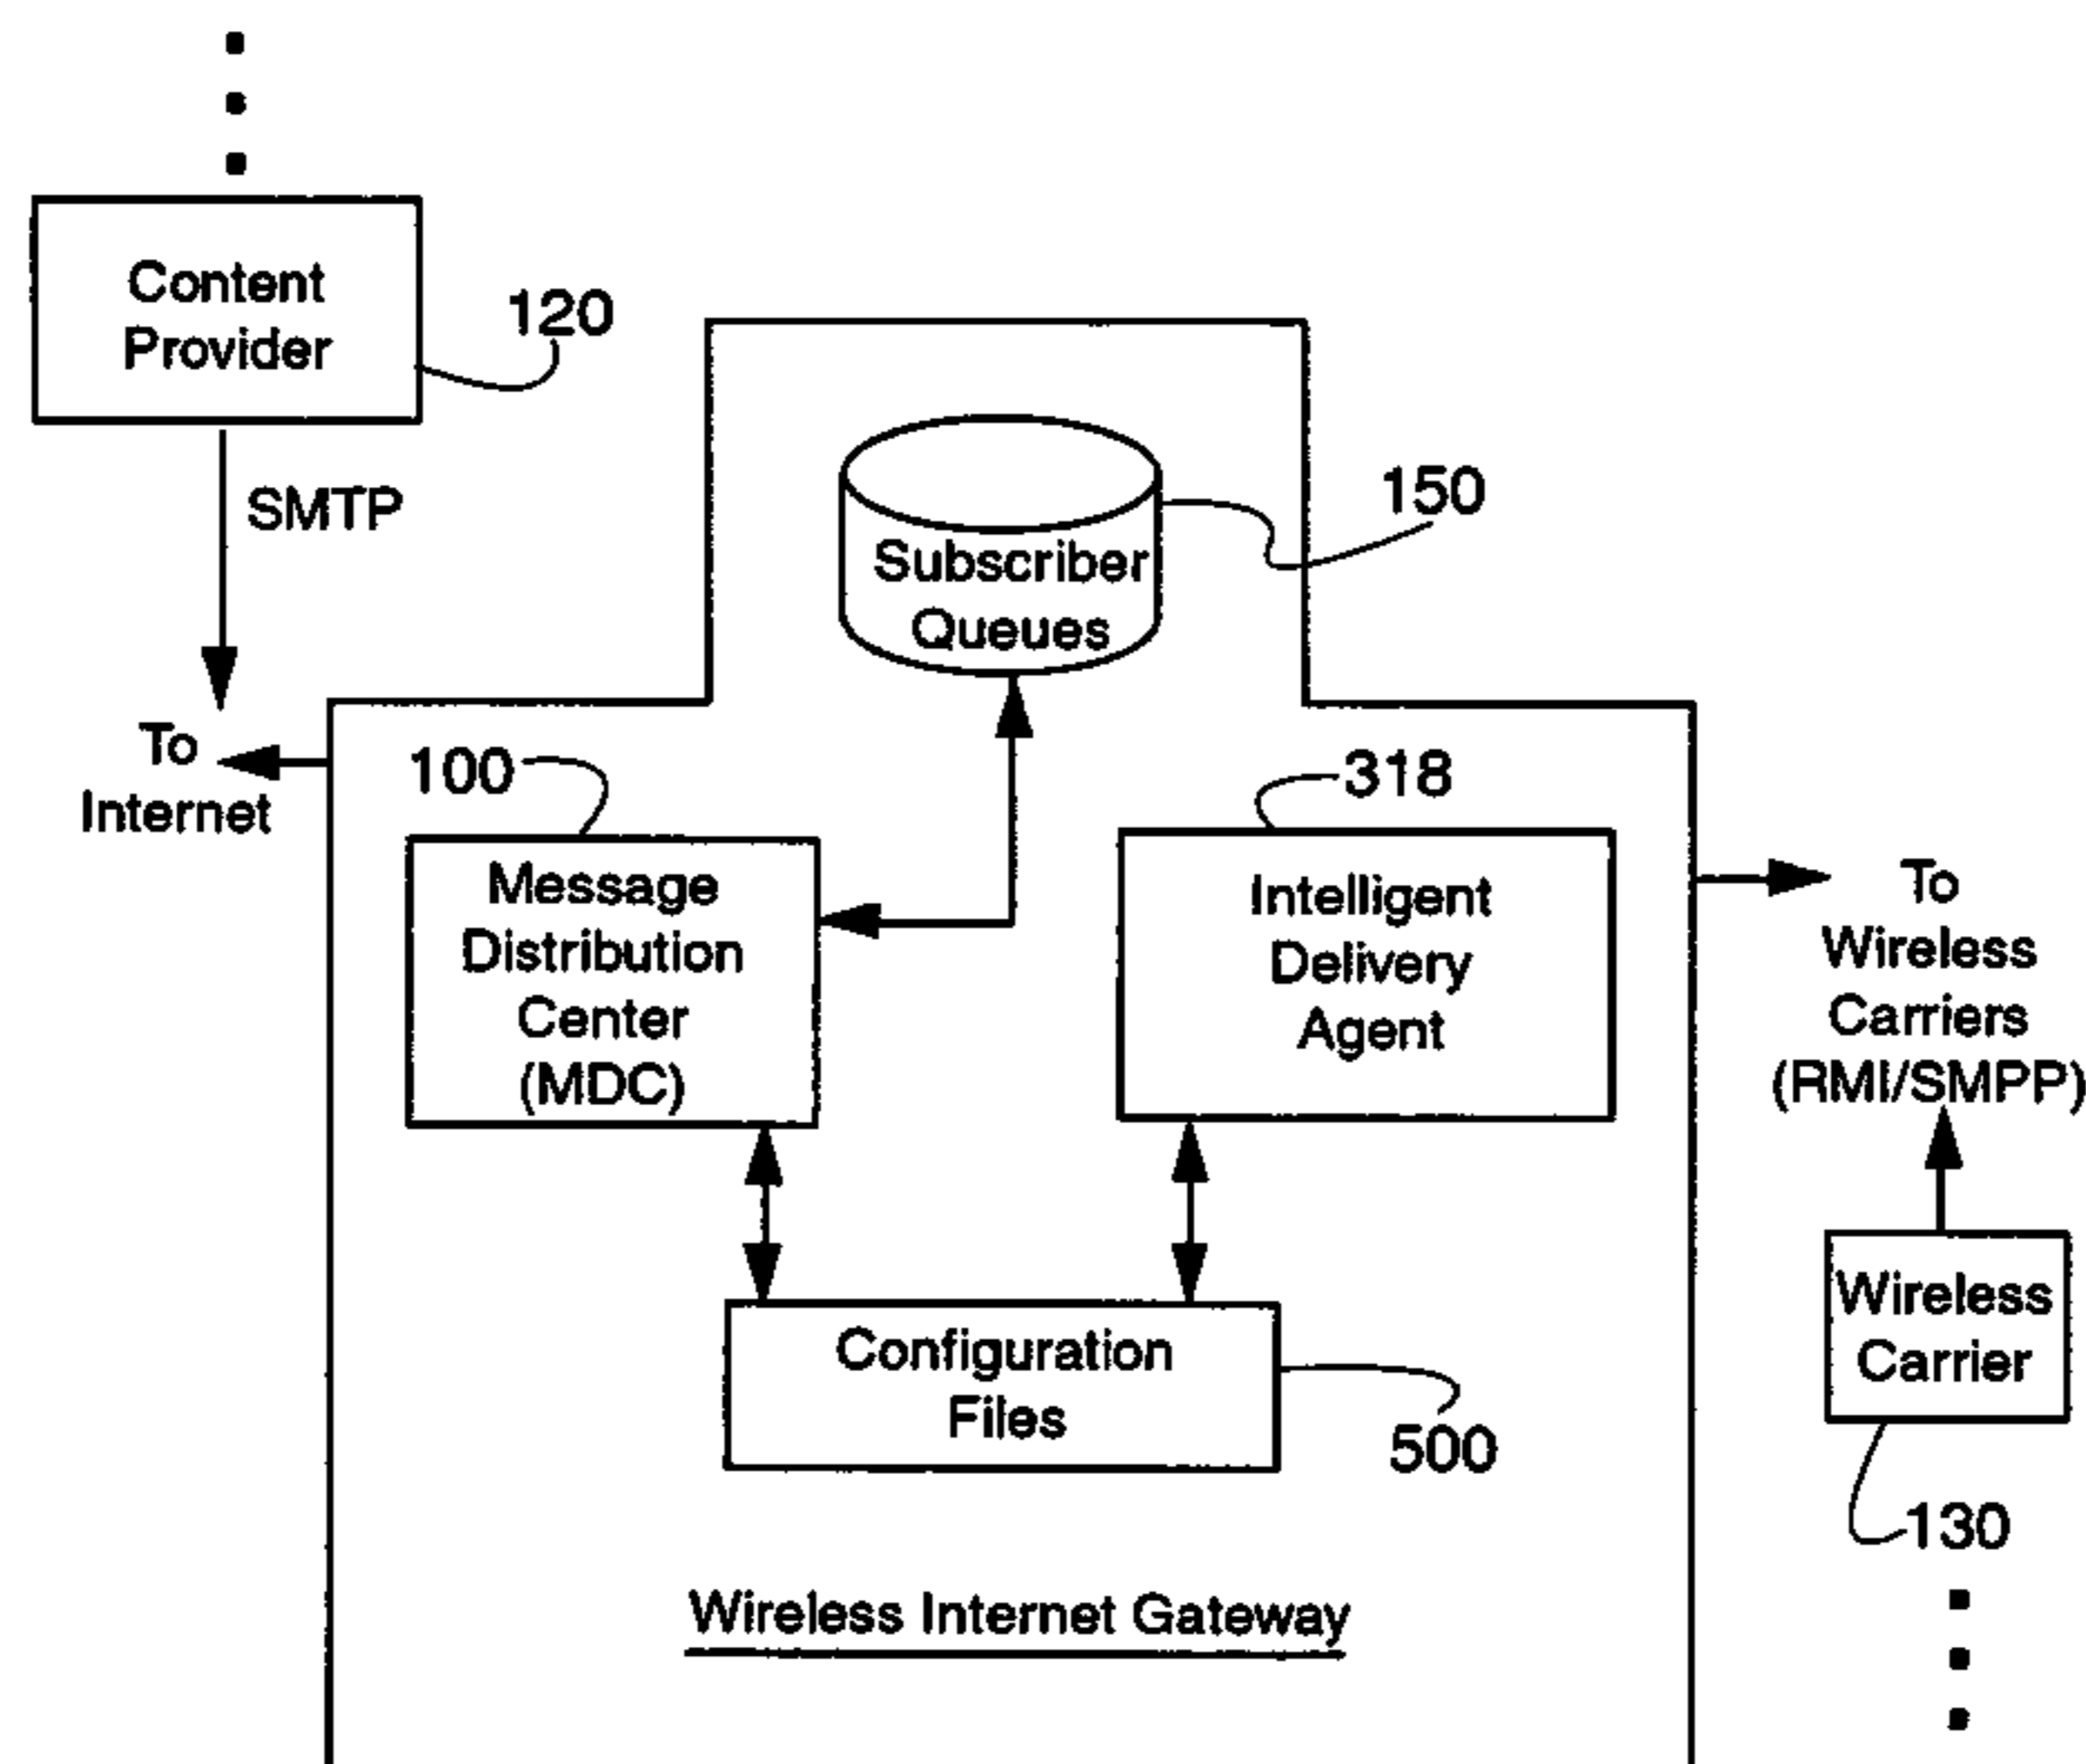 Content
Provider
120
SMTP
To
Internet
Subscriber
Queues
150
100
318
Message
Distribution
Center
(MDC)
Intelligent
Delivery
Agent
To
Wireless
Carriers
(RMI/SMPP)
Configuration
Files
500
Wireless
Carrier
130
Wireless Internet Gateway